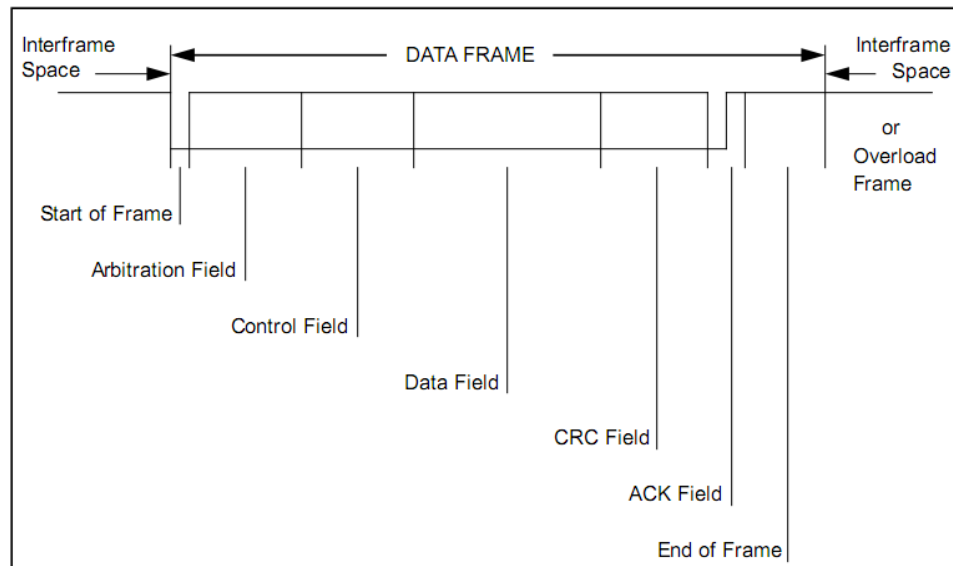 Interframe
Space
DATA FRAME
Interframe
Space
or
Overload
Frame
Start of Frame
Arbitration Field
Control Field
Data Field
CRC Field
ACK Field
End of Frame